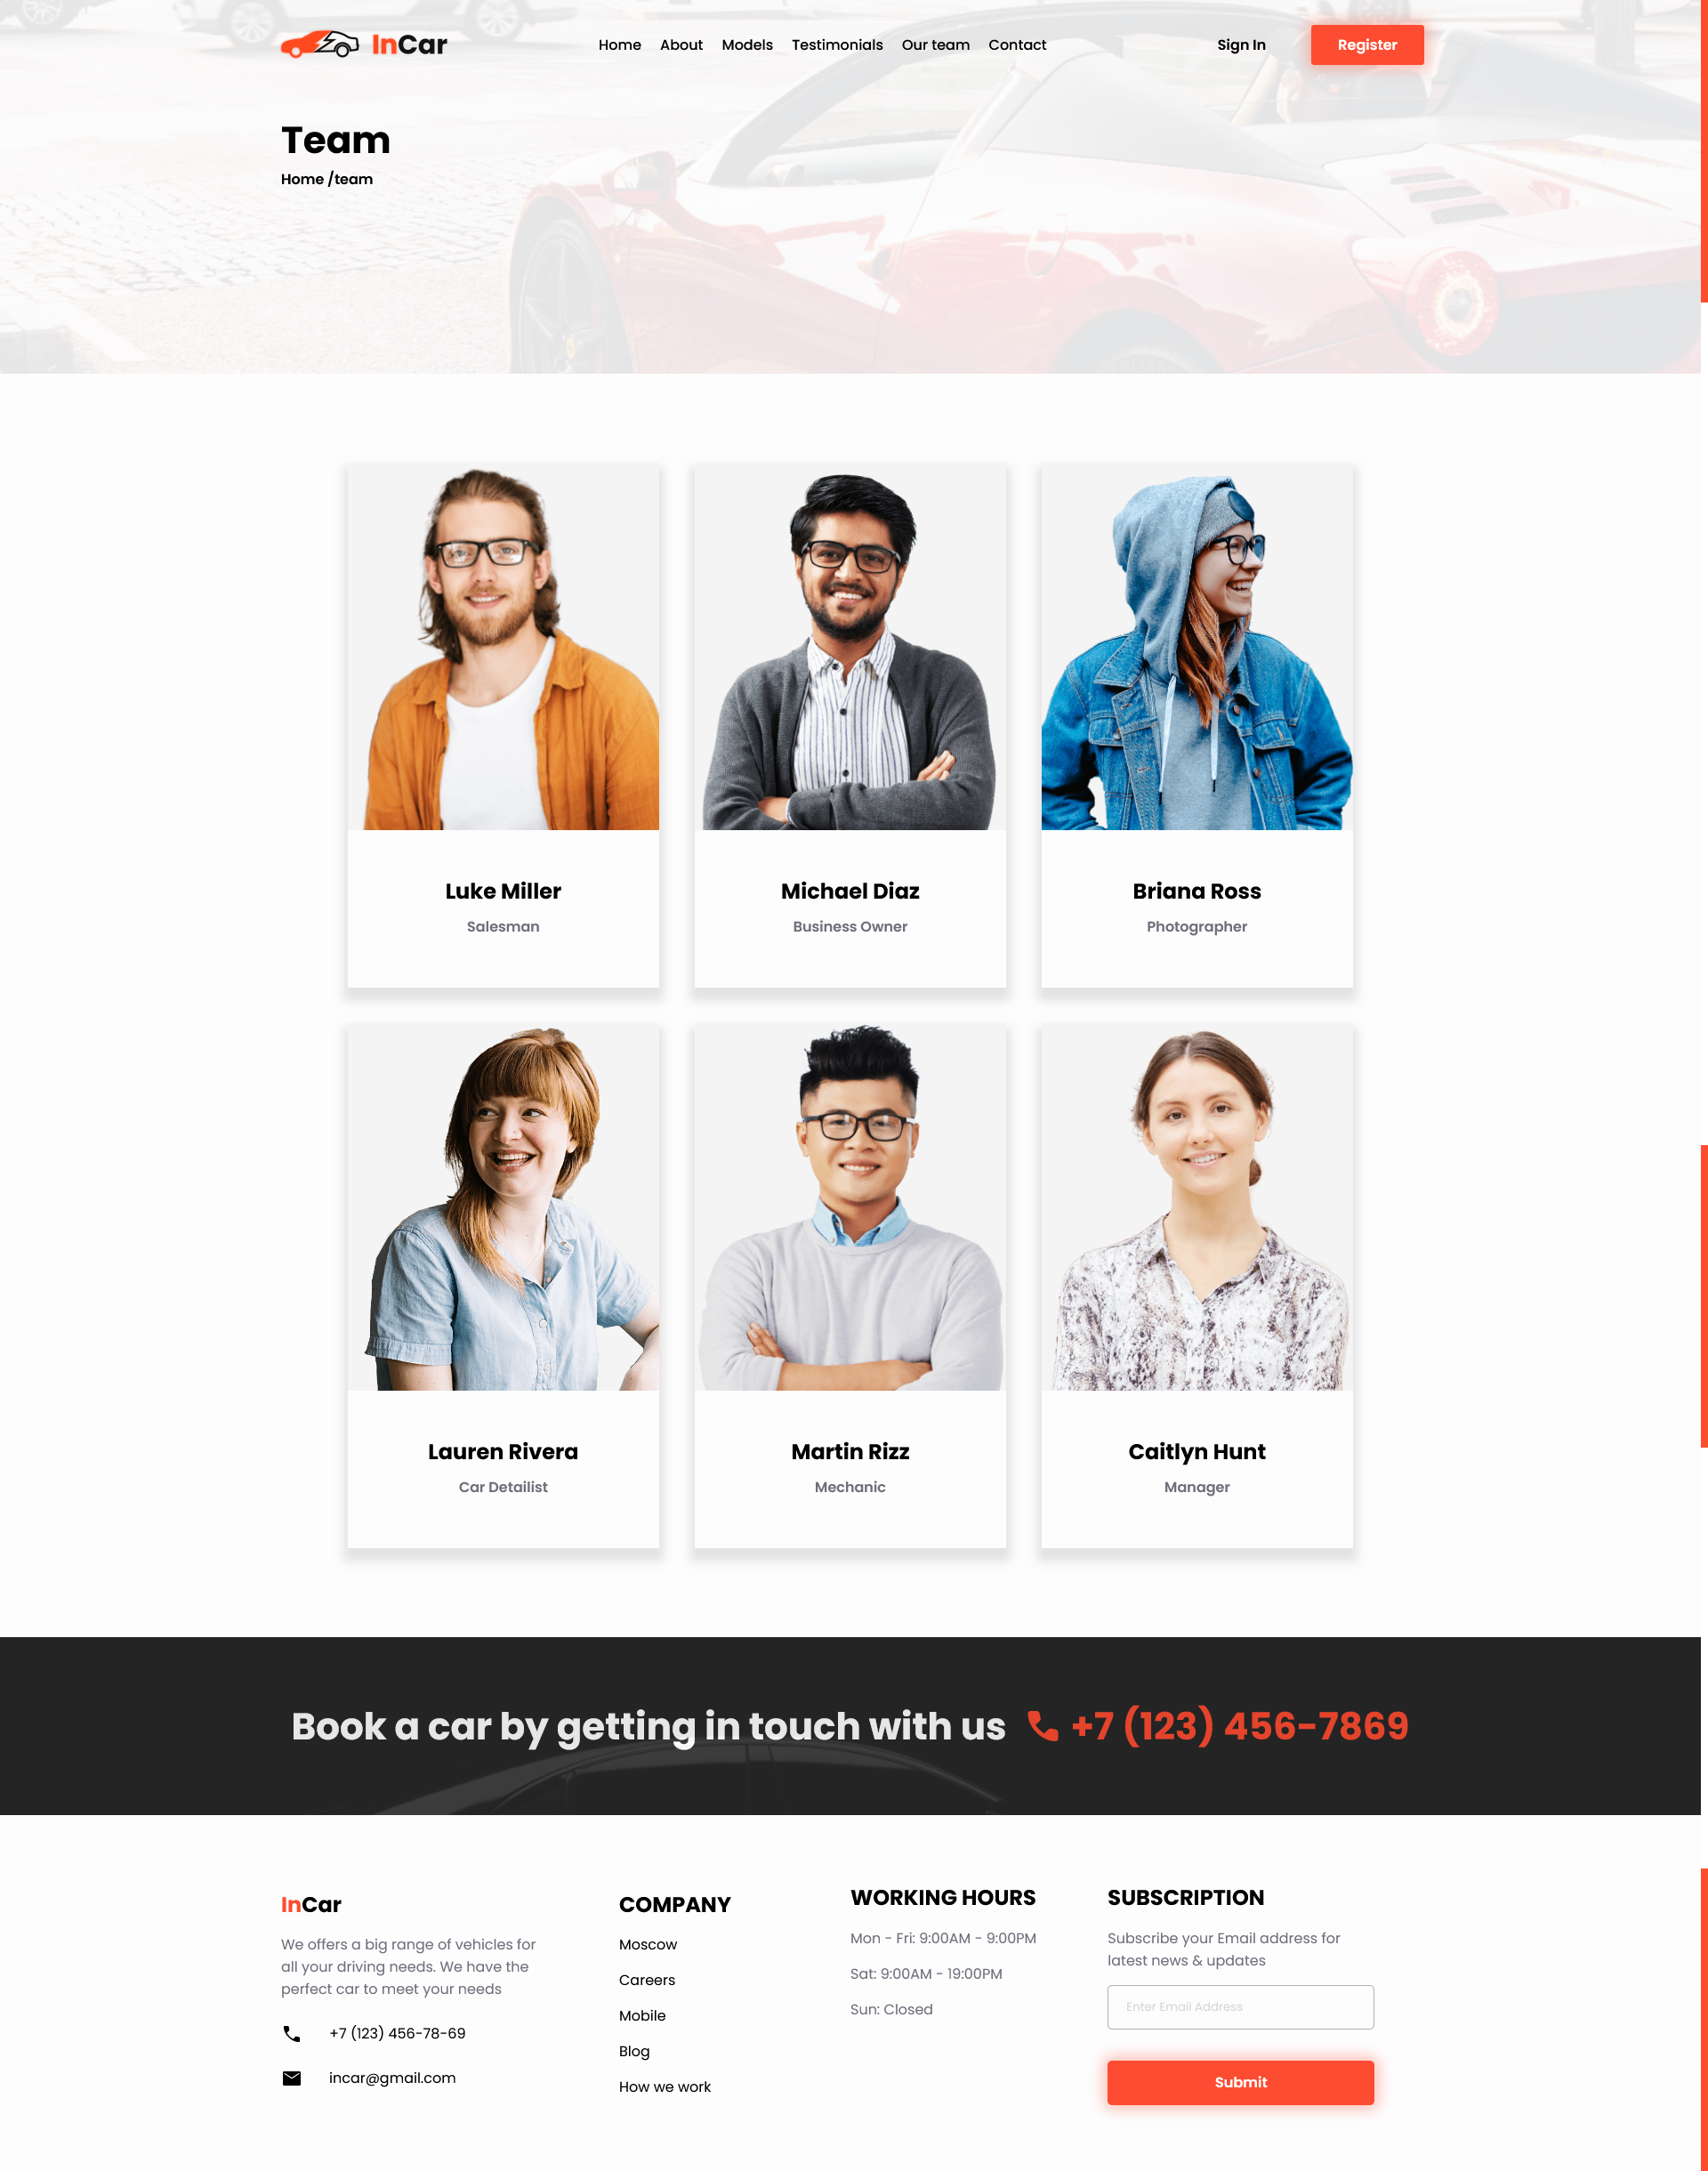 InCar
Home About Models Testimonials Our team Contact
Sign In
Register
Team
Home /team
Luke Miller
Salesman
Michael Diaz
Business Owner
Briana Ross
Photographer
Lauren Rivera
Car Detailist
Martin Rizz
Mechanic
Caitlyn Hunt
Manager
Book a car by getting in touch with us +7 (123) 456-7869
InCar
We offers a big range of vehicles for
all your driving needs. We have the
perfect car to meet your needs
+7 (123) 456-78-69
incar@gmail.com
COMPANY
Moscow
Careers
Mobile
Blog
How we work
WORKING HOURS
Mon - Fri: 9:00AM - 9:00PM
Sat: 9:00AM - 19:00PM
Sun: Closed
SUBSCRIPTION
Subscribe your Email address for
latest news & updates
Enter Email Address
Submit